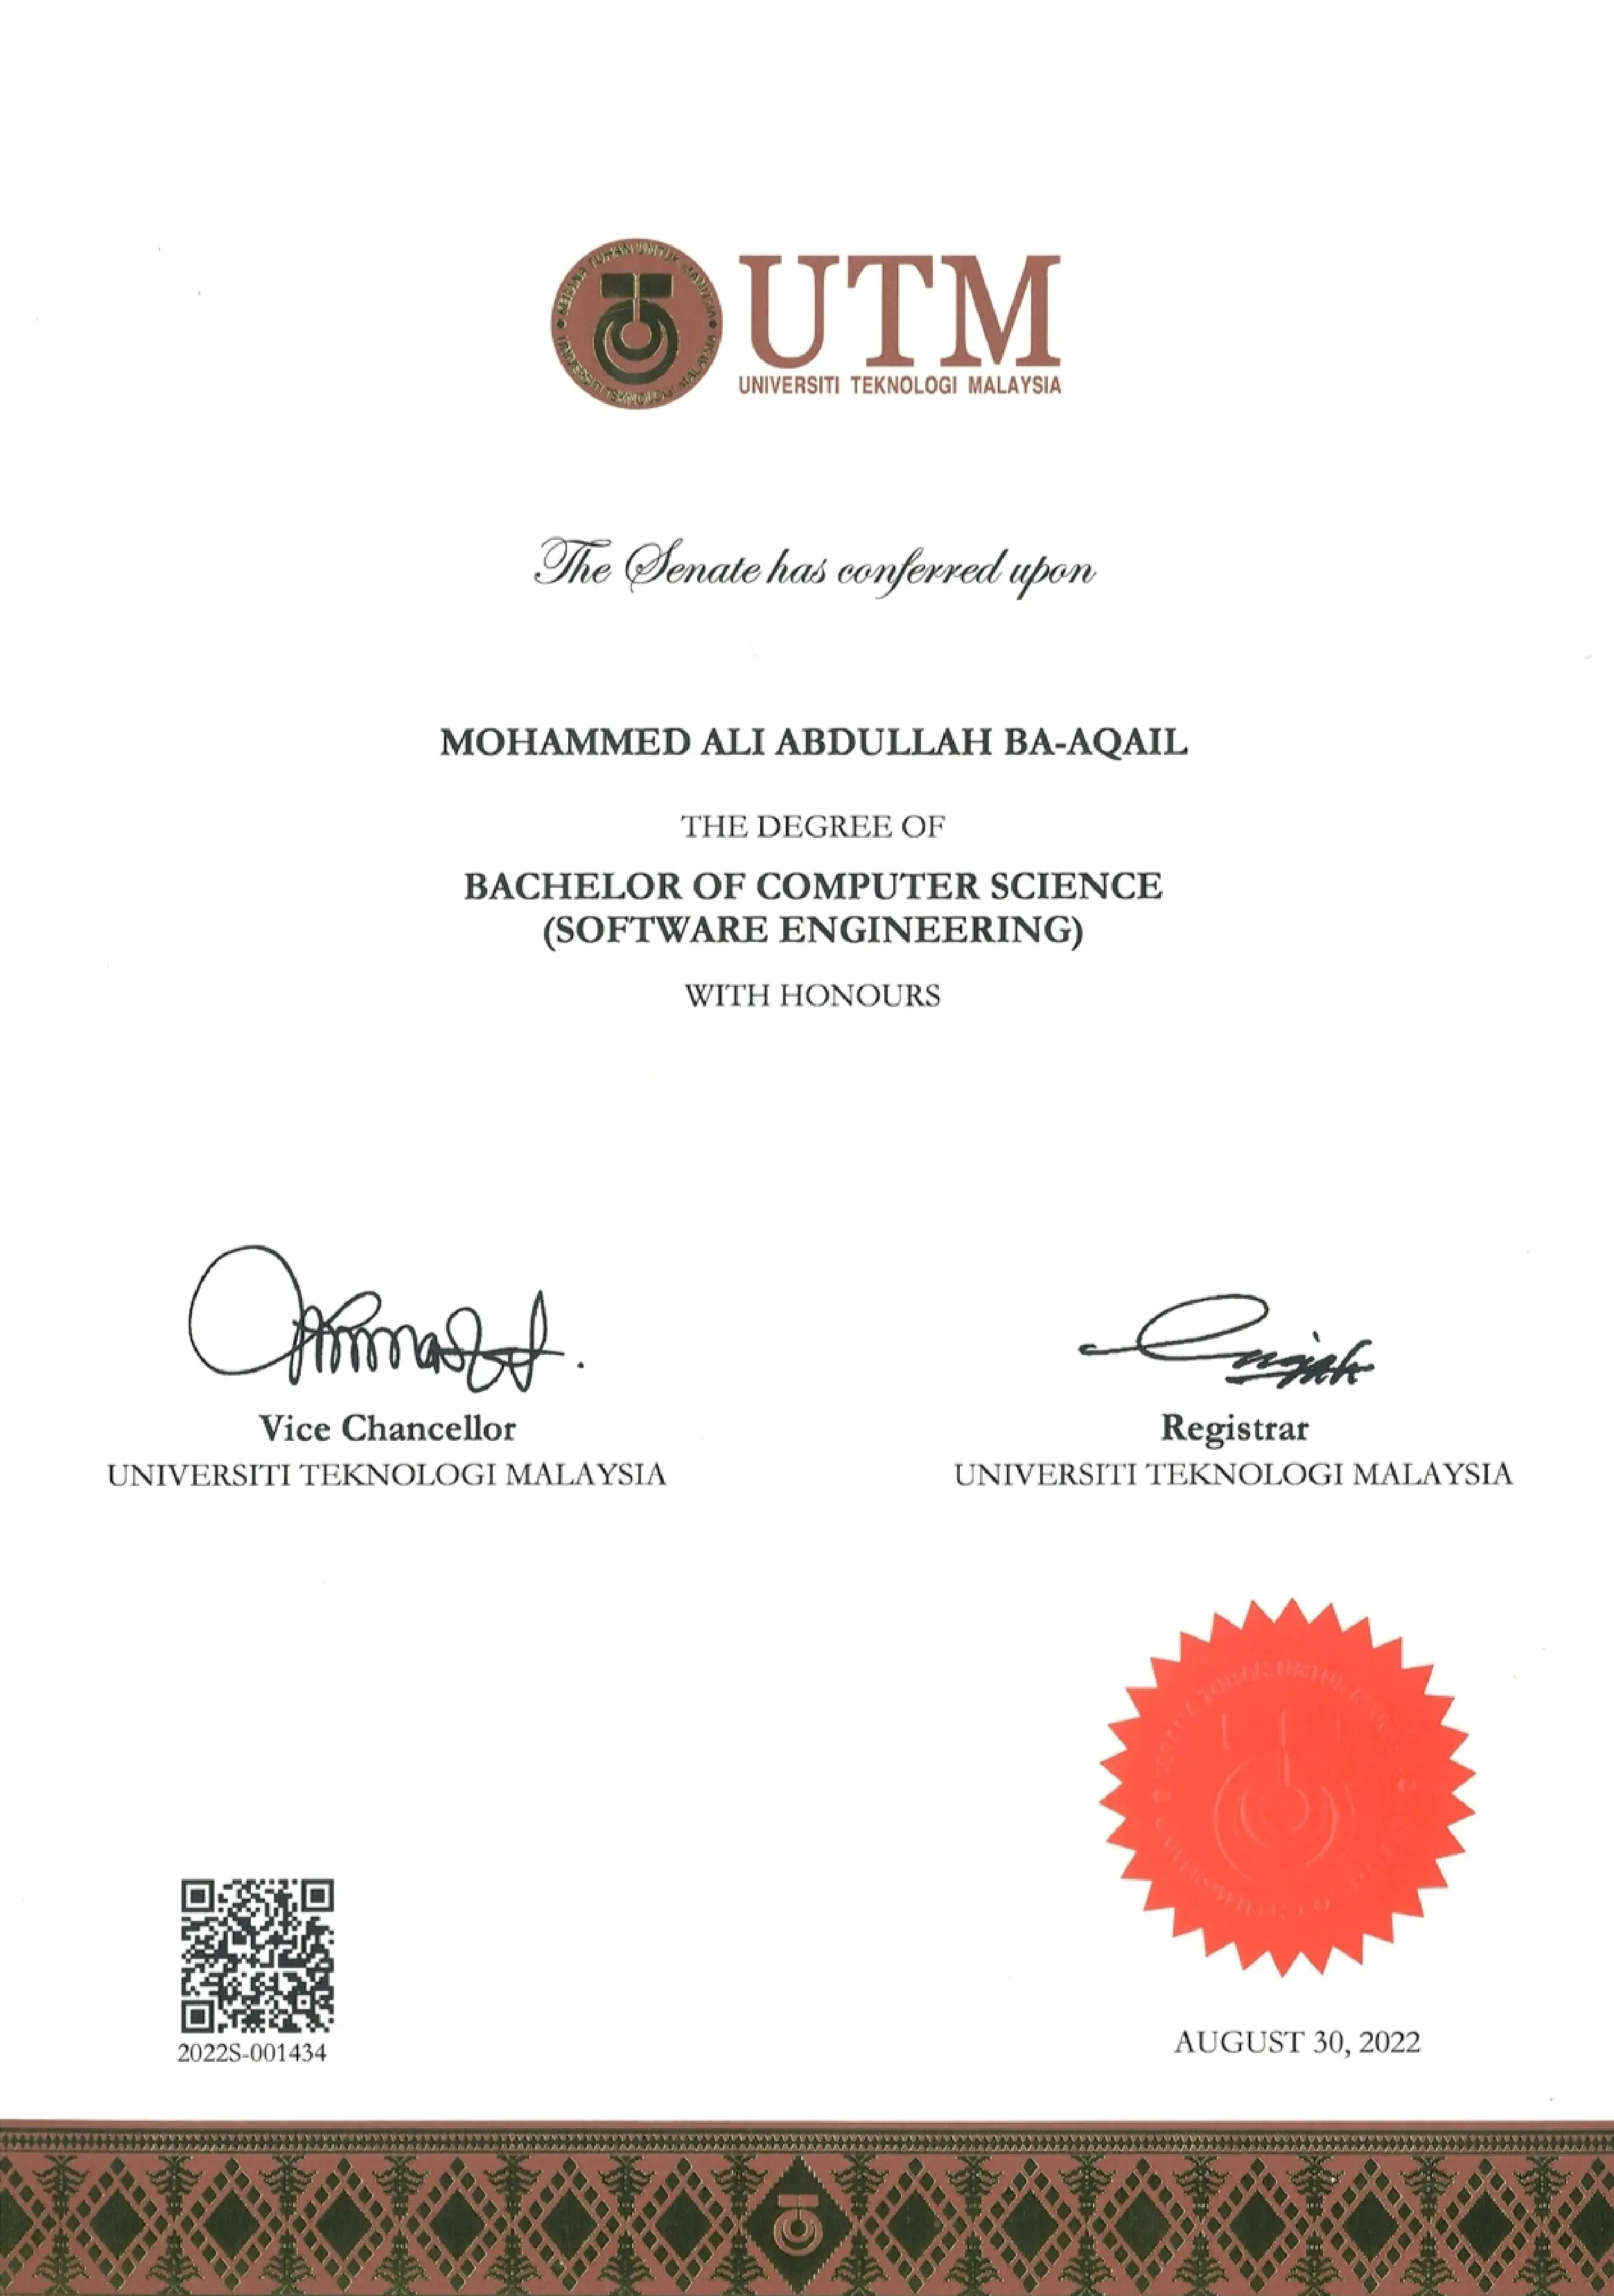 UTM
UNIVERSITI TEKNOLOGI MALAYSIA
The Senate has conferred upon
MOHAMMED ALI ABDULLAH BA-AQAIL
THE DEGREE OF
BACHELOR OF COMPUTER SCIENCE
(SOFTWARE ENGINEERING)
WITH HONOURS
Vice Chancellor
UNIVERSITI TEKNOLOGI MALAYSIA
Registrar
UNIVERSITI TEKNOLOGI MALAYSIA
2022S-001434
AUGUST 30, 2022